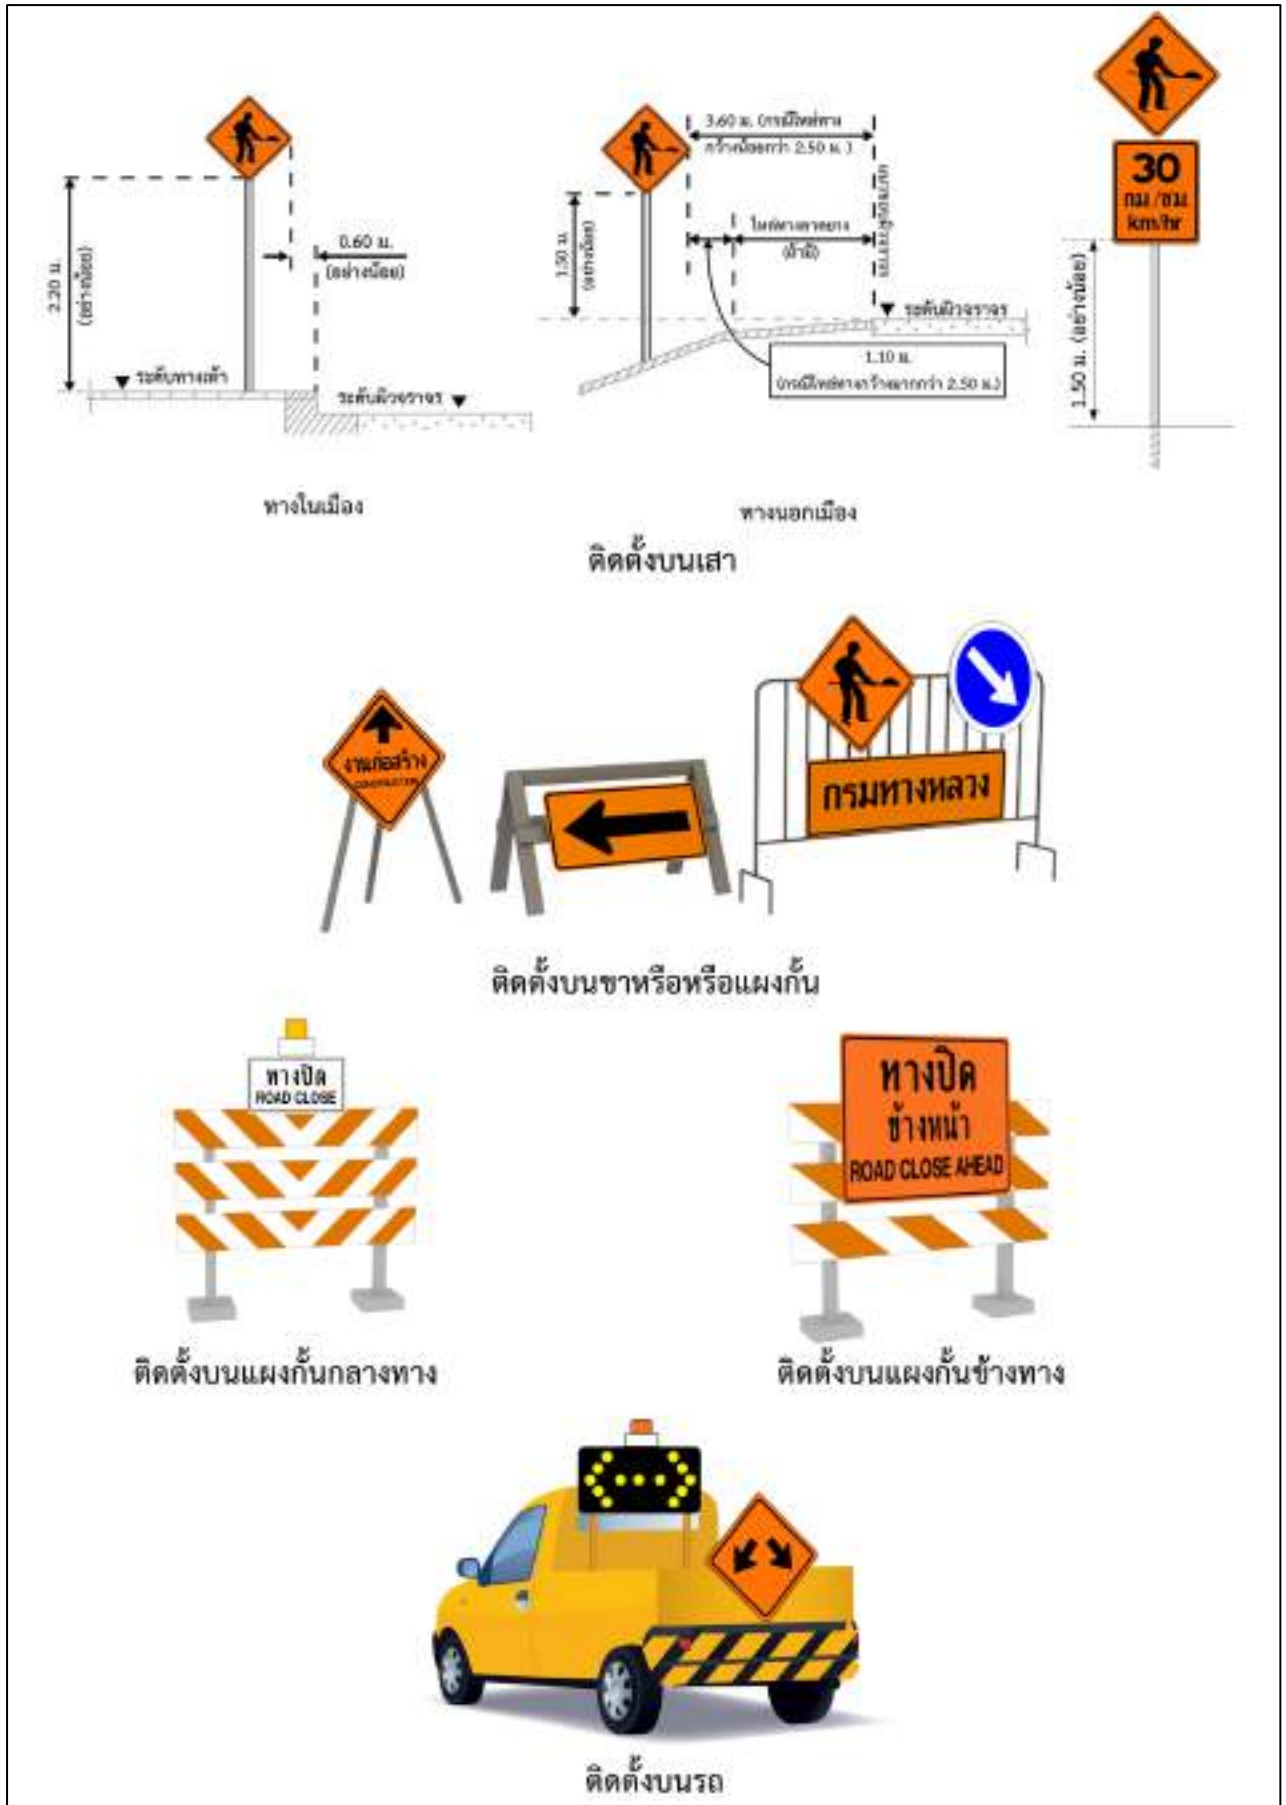 3.60 ม. (กรณีไหล่ทาง
กว้างน้อยกว่า 2.50 ม. )
30
กม./ชม.
km/hr
0.60 ม.
(อย่างน้อย)
2.20 ม.
(อย่างน้อย)
1.50 ม.
(อย่างน้อย)
ไหล่ทางลาดยาง
(ถ้ามี)
1.50 ม. (อย่างน้อย)
ระดับผิวจราจร
ระดับทางเท้า
ระดับผิวจราจร
1.10 ม.
(กรณีไหล่ทางกว้างมากกว่า 2.50 ม.)
ทางในเมือง
ทางนอกเมือง
ติดตั้งบนเสา
งานก่อสร้าง
CONSTRUCTION
กรมทางหลวง
ติดตั้งบนขาหรือหรือแผงกั้น
ทางปิด
ROAD CLOSE
ทางปิด
ข้างหน้า
ROAD CLOSE AHEAD
ติดตั้งบนแผงกั้นกลางทาง
ติดตั้งบนแผงกั้นข้างทาง
ติดตั้งบนรถ